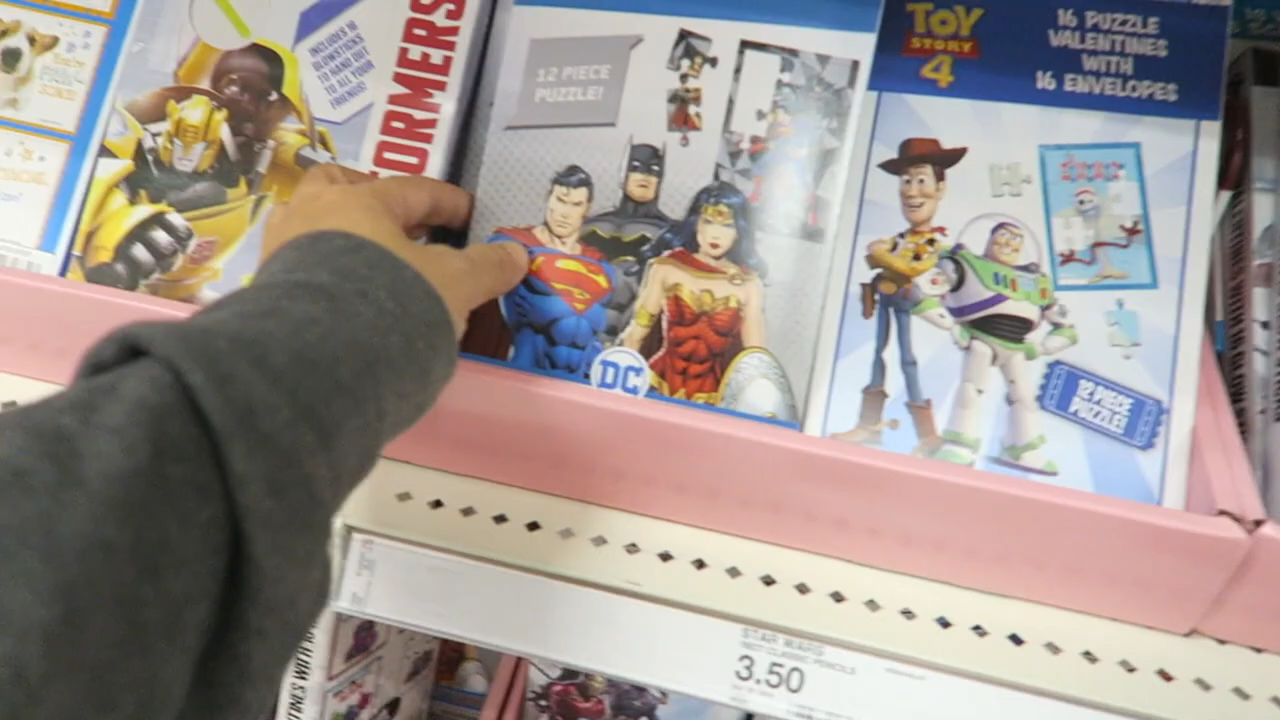 INCLUDES 16
GLOWSTICKS
TO HAND OUT
TO ALL YOUR
FRIENDS!
ORMERS
12 PIECE
PUZZLE!
DC
TOY
STORY
4
16 PUZZLE
VALENTINES
WITH
16 ENVELOPES
12 PIECE
PUZZLE!
STAR WARS
3.50